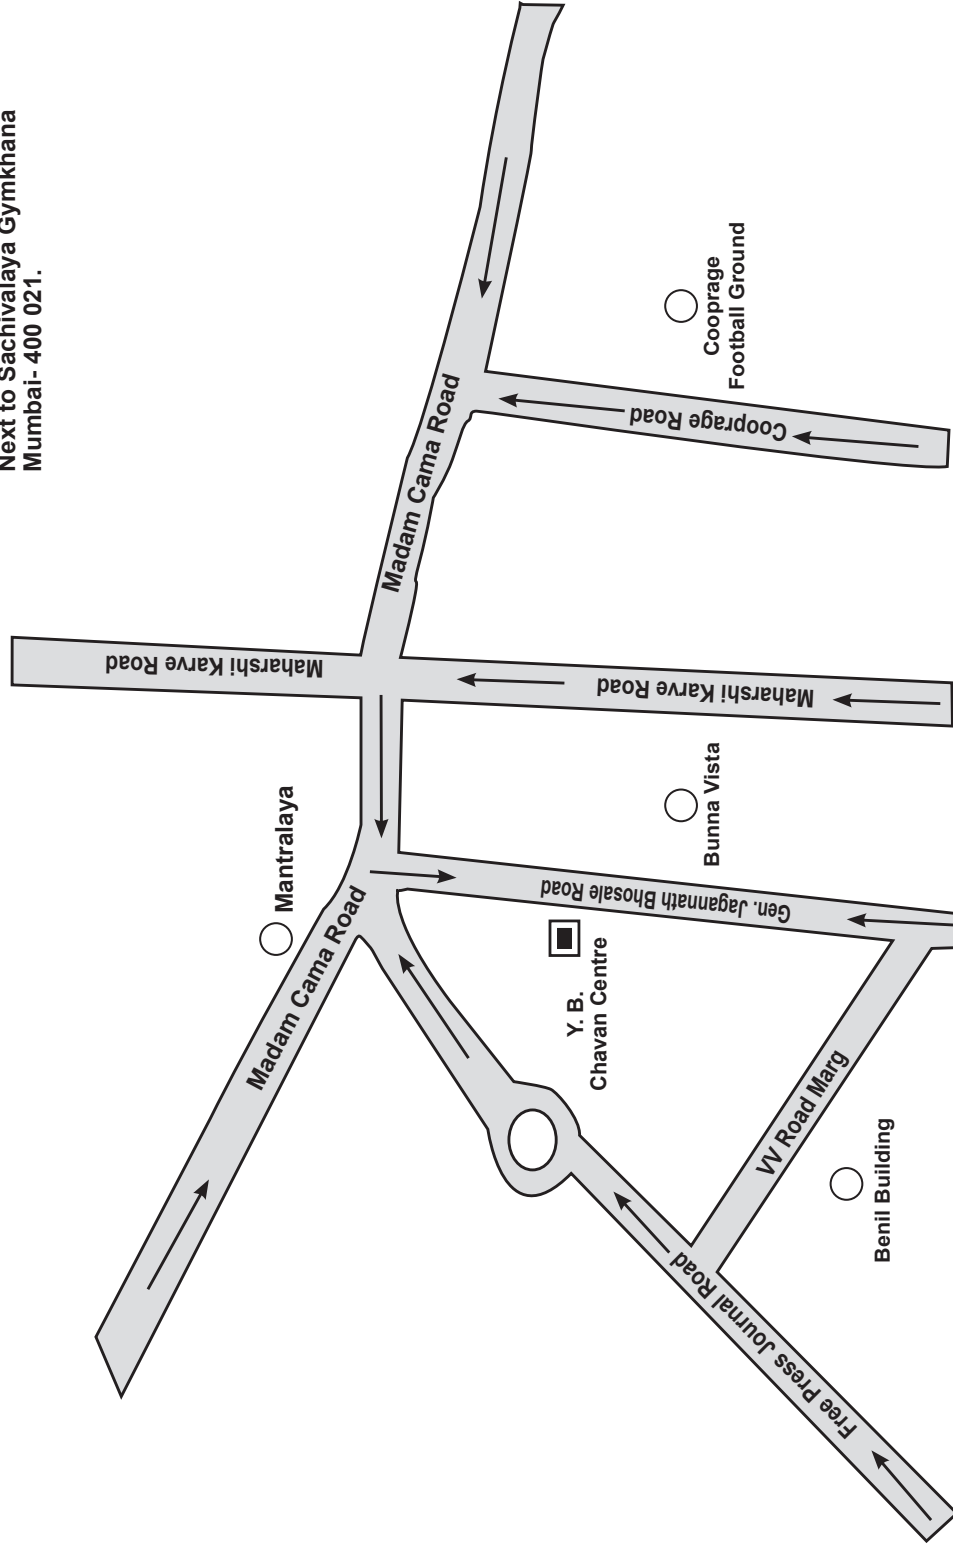 Next to Sachivalaya Gymkhana
Mumbai- 400 021.
Madam Cama Road
Mantralaya
Madam Cama Road
Maharshi Karve Road
Maharshi Karve Road
Cooprage Road
Cooprage
Football Ground
Bunna Vista
Gen. Jagannath Bhosale Road
Y. B.
Chavan Centre
VV Road Marg
Benil Building
Free Press Journal Road